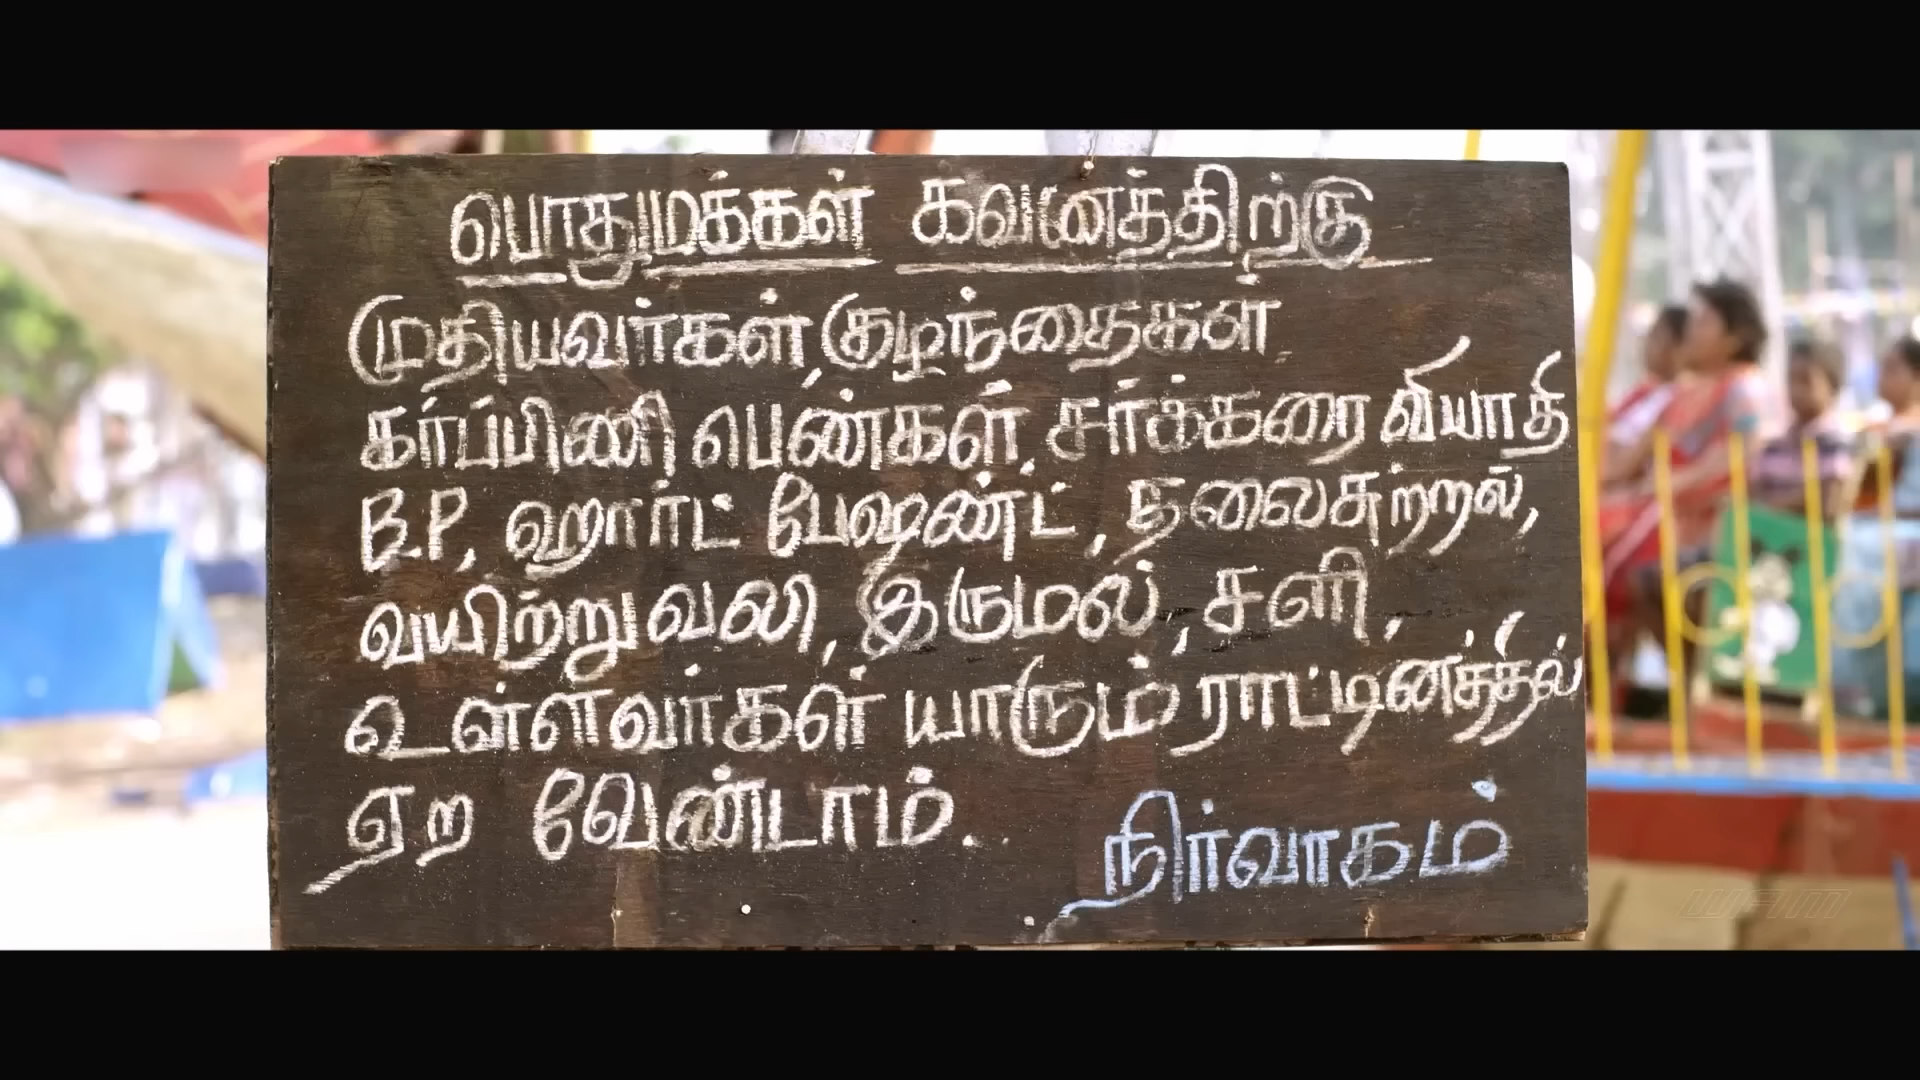 பொதுமக்கள் கவனத்திற்கு
முதியவர்கள், குழந்தைகள்,
கர்ப்பிணி பெண்கள், சர்க்கரை வியாதி
B.P, ஹார்ட் பேஷண்ட், தலைசுற்றல்,
வயிற்றுவலி, இருமல், சளி,
உள்ளவர்கள் யாரும் ராட்டினத்தில்
ஏற வேண்டாம்..
நிர்வாகம்